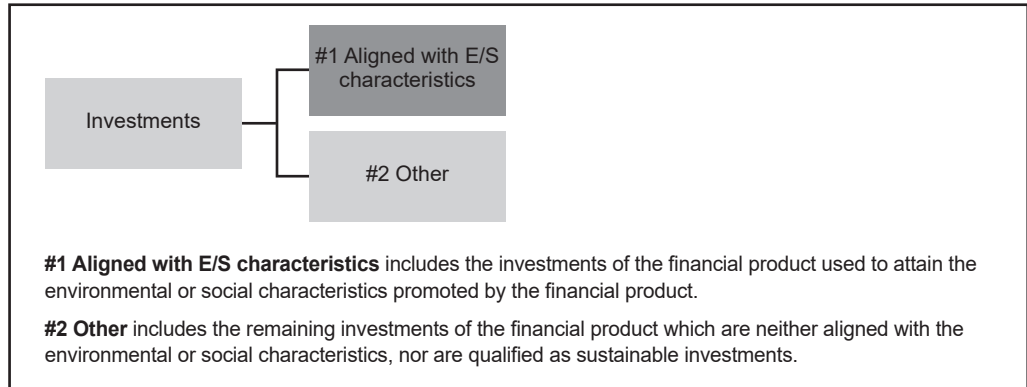 #1 Aligned with E/S
characteristics
Investments
#2 Other
#1 Aligned with E/S characteristics includes the investments of the financial product used to attain the
environmental or social characteristics promoted by the financial product.
#2 Other includes the remaining investments of the financial product which are neither aligned with the
environmental or social characteristics, nor are qualified as sustainable investments.